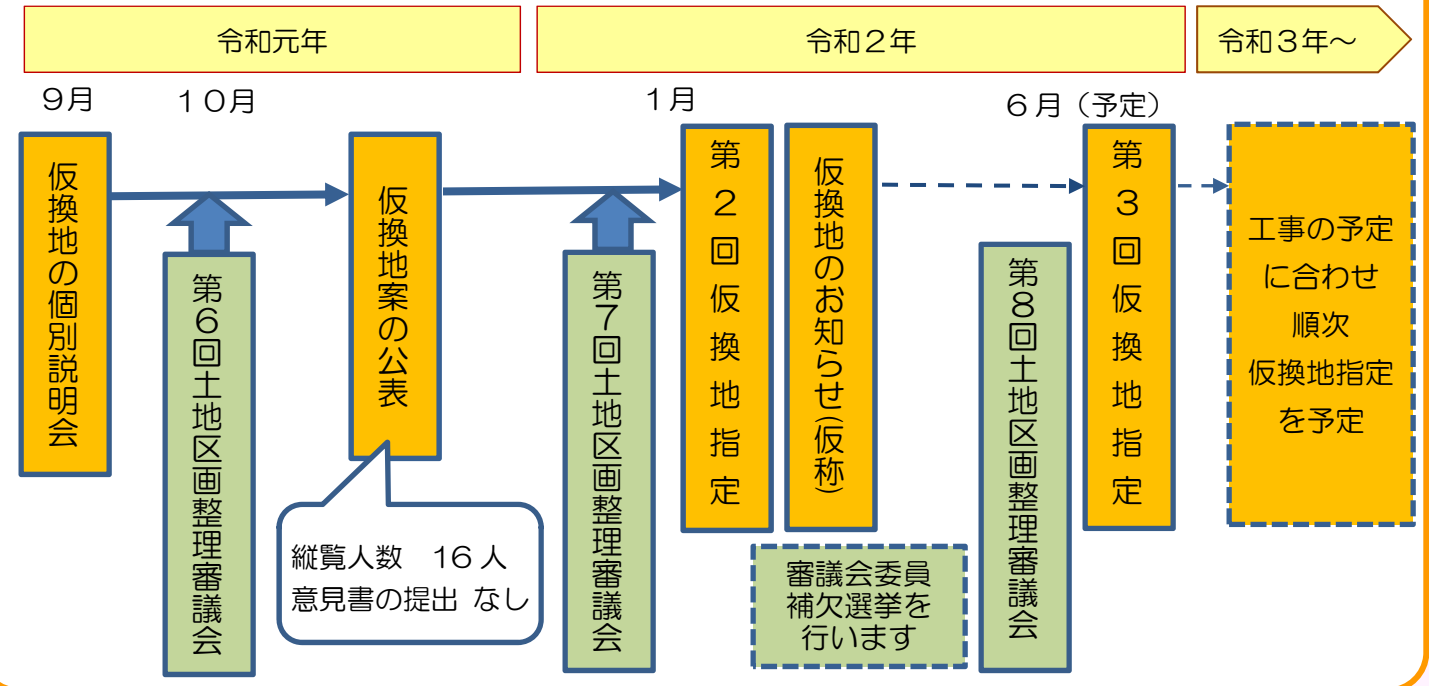 令和元年
令和2年
令和3年~
9月
10月
1月
6月(予定)
仮換地の個別説明会
第6回土地区画整理審議会
仮換地案の公表
縦覧人数 16人
意見書の提出 なし
第7回土地区画整理審議会
第2回仮換地指定
仮換地のお知らせ(仮称)
審議会委員
補欠選挙を
行います
第8回土地区画整理審議会
第3回仮換地指定
工事の予定
に合わせ
順次
仮換地指定
を予定